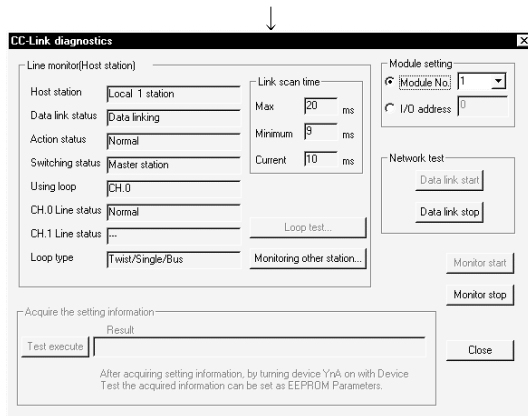 CC-Link diagnostics
Line monitor(Host station)
Host station Local 1 station
Data link status Data linking
Action status Normal
Switching status Master station
Using loop CH.0
CH.0 Line status Normal
CH.1 Line status ---
Loop type Twist/Single/Bus
Link scan time
Max 20 ms
Minimum 9 ms
Current 10 ms
Loop test...
Monitoring other station...
Module setting
Module No. 1
I/O address 0
Network test
Data link start
Data link stop
Monitor start
Monitor stop
Close
Acquire the setting information
Result
Test execute
After acquiring setting information, by turning device YnA on with Device
Test the acquired information can be set as EEPROM Parameters.